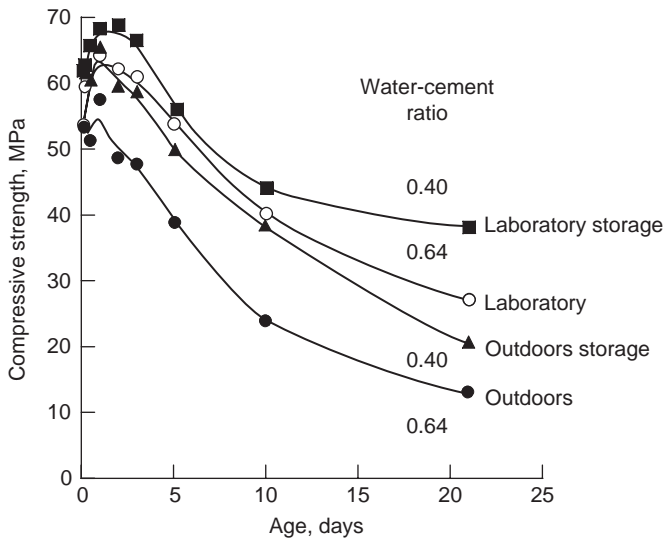 70
60
50
40
30
20
10
0
Compressive strength, MPa
Water-cement
ratio
0.40
Laboratory storage
0.64
Laboratory
Outdoors storage
0.40
Outdoors
0.64
0
5
10
15
20
25
Age, days